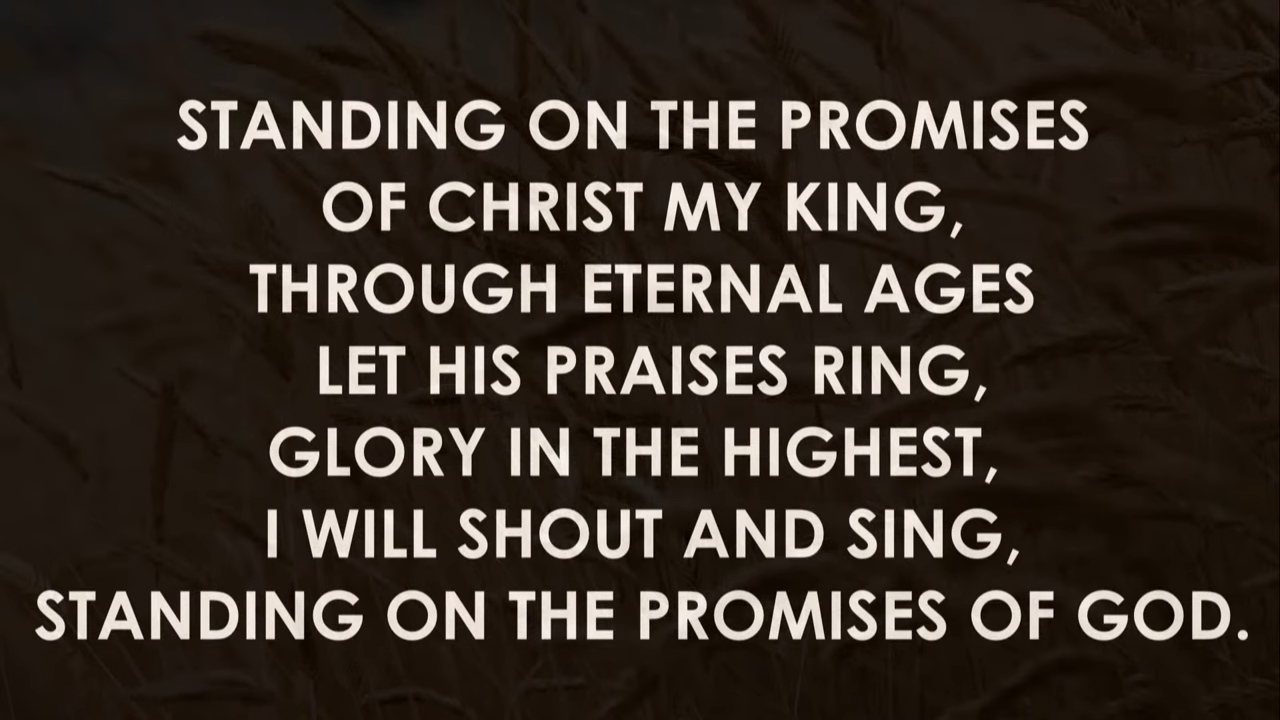 STANDING ON THE PROMISES
OF CHRIST MY KING,
THROUGH ETERNAL AGES
LET HIS PRAISES RING,
GLORY IN THE HIGHEST,
I WILL SHOUT AND SING,
STANDING ON THE PROMISES OF GOD.